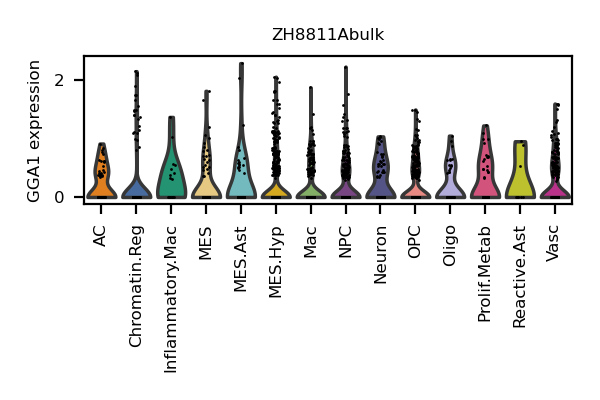 ZH8811Abulk
GGA1 expression
2
0
AC
Chromatin.Reg
Inflammatory.Mac
MES
MES.Ast
MES.Hyp
Mac
NPC
Neuron
OPC
Oligo
Prolif.Metab
Reactive.Ast
Vasc